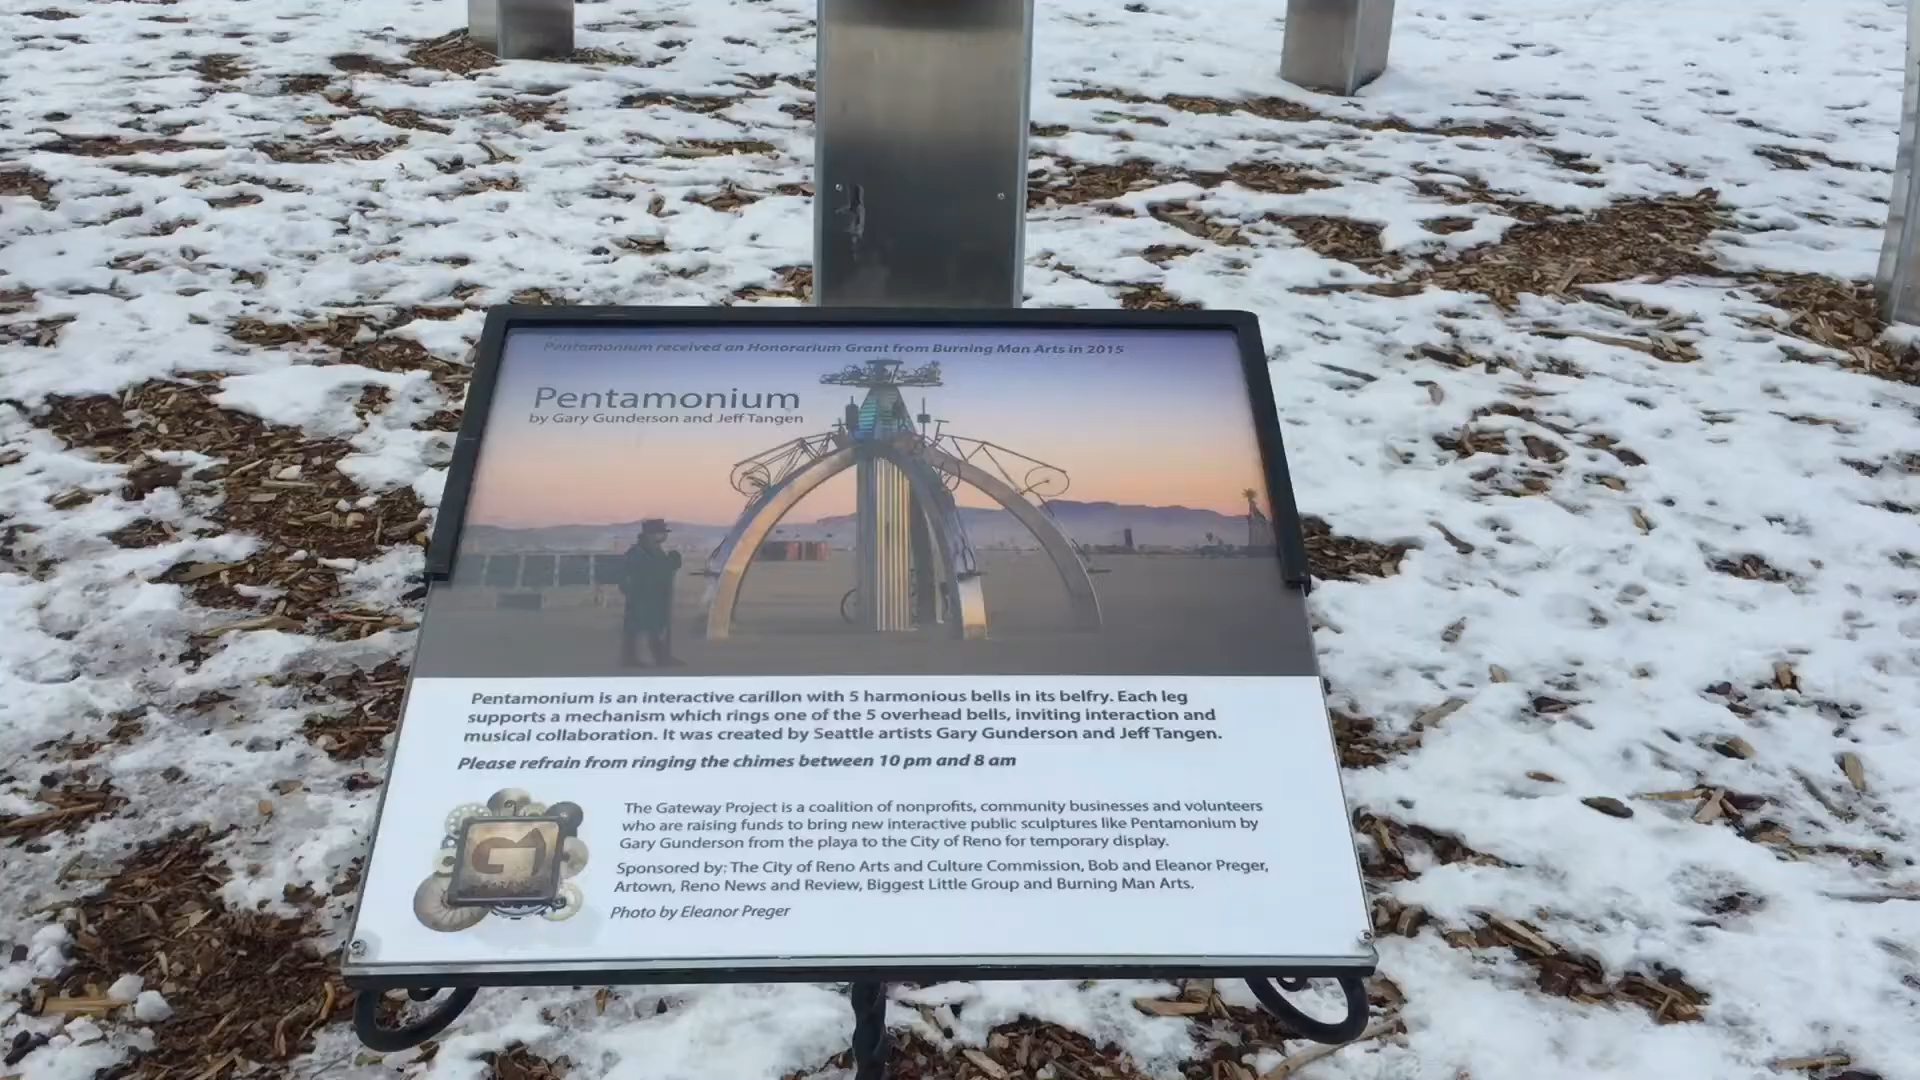 Pentamonium received an Honorarium Grant from Burning Man Arts in 2015
Pentamonium
by Gary Gunderson and Jeff Tangen
Pentamonium is an interactive carillon with 5 harmonious bells in its belfry. Each leg
supports a mechanism which rings one of the 5 overhead bells, inviting interaction and
musical collaboration. It was created by Seattle artists Gary Gunderson and Jeff Tangen.
Please refrain from ringing the chimes between 10 pm and 8 am
The Gateway Project is a coalition of nonprofits, community businesses and volunteers
who are raising funds to bring new interactive public sculptures like Pentamonium by
Gary Gunderson from the playa to the City of Reno for temporary display.
Sponsored by: The City of Reno Arts and Culture Commission, Bob and Eleanor Preger,
Artown, Reno News and Review, Biggest Little Group and Burning Man Arts.
Photo by Eleanor Preger